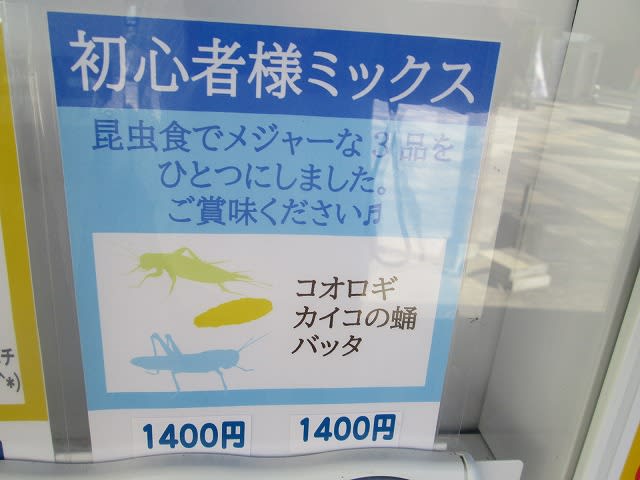 初心者様ミックス
昆虫食でメジャーな3品を
ひとつにしました。
ご賞味ください♬
コオロギ
カイコの蛹
バッタ
1400円 1400円
チ
^*)